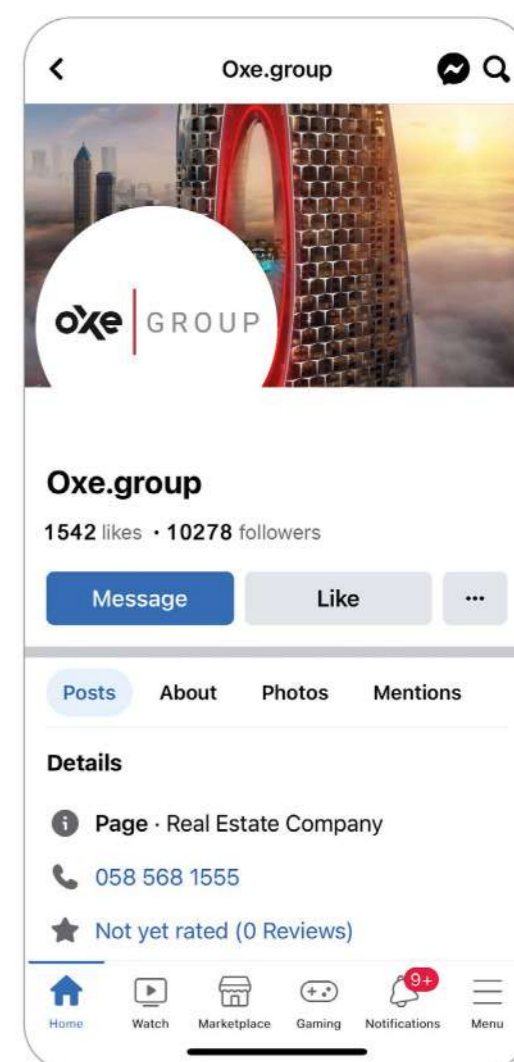 Oxe.group
oxe GROUP
Oxe.group
1542 likes · 10278 followers
Message Like ...
Posts About Photos Mentions
Details
Page · Real Estate Company
058 568 1555
Not yet rated (0 Reviews)
9+
Home Watch Marketplace Gaming Notifications Menu